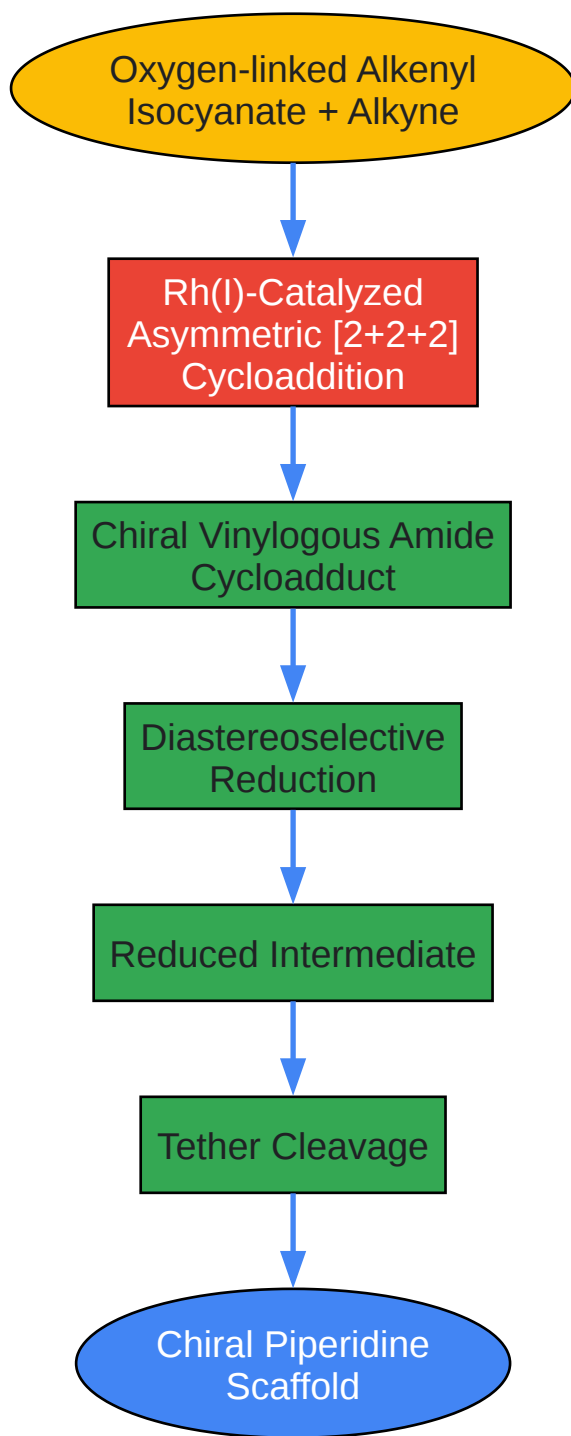 Oxygen-linked Alkenyl
Isocyanate + Alkyne
Rh(I)-Catalyzed
Asymmetric [2+2+2]
Cycloaddition
Chiral Vinylogous Amide
Cycloadduct
Diastereoselective
Reduction
Reduced Intermediate
Tether Cleavage
Chiral Piperidine
Scaffold